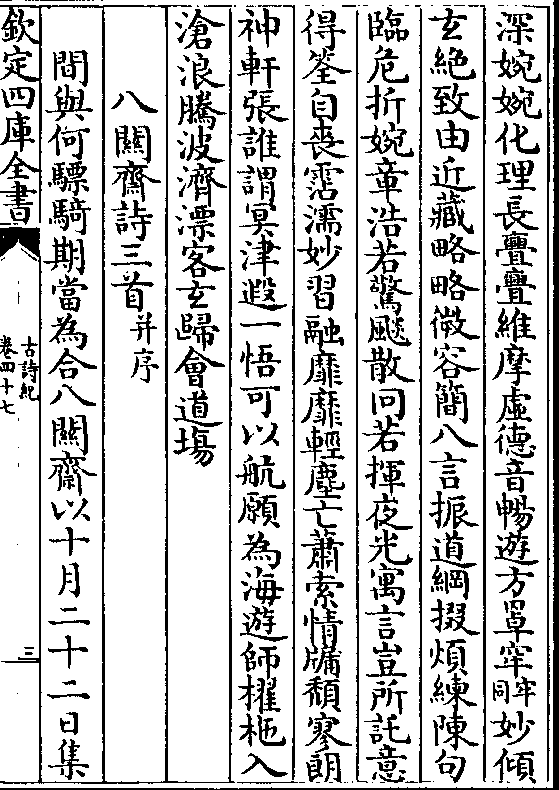 深婉婉化理長亹亹維摩虛德音暢遊方罩牢同牢妙傾
玄絕致由近藏略略微容簡八言振道綱掇煩練陳句
臨危折婉章浩若驚飈散冏若揮夜光寓言豈所託意
得筌自喪霑濡妙習融靡靡輕塵亡蕭索情牖頹寥朗
神軒張誰謂冥津遐一悟可以航願為海遊師櫂柂入
滄浪騰波濟漂客玄歸會道塲
八關齋詩三首并序
間與何驃騎期當為合八關齋以十月二十二日集
欽定四庫全書
古詩紀
卷四十七
三